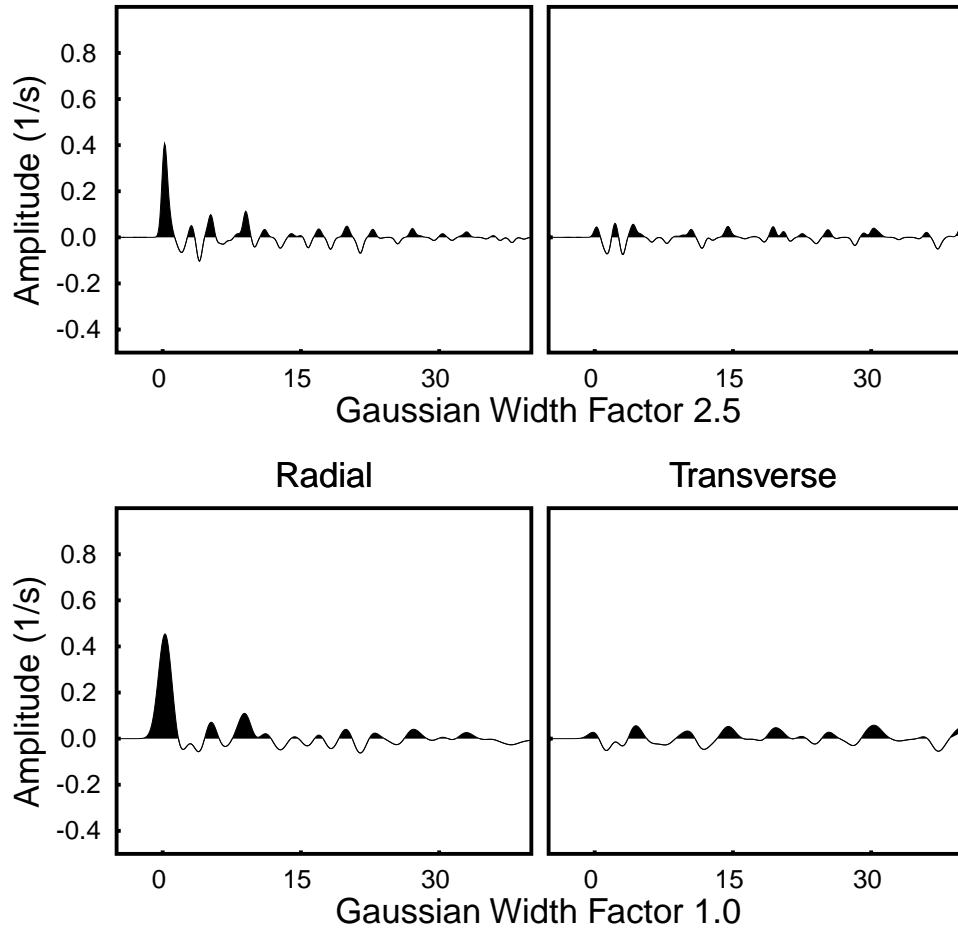 0.8
0.6
0.4
0.2
0.0
-0.2
-0.4
Amplitude (1/s)
0 15 30 0 15 30
Gaussian Width Factor 2.5
Radial Transverse
0.8
0.6
0.4
0.2
0.0
-0.2
-0.4
Amplitude (1/s)
0 15 30 0 15 30
Gaussian Width Factor 1.0